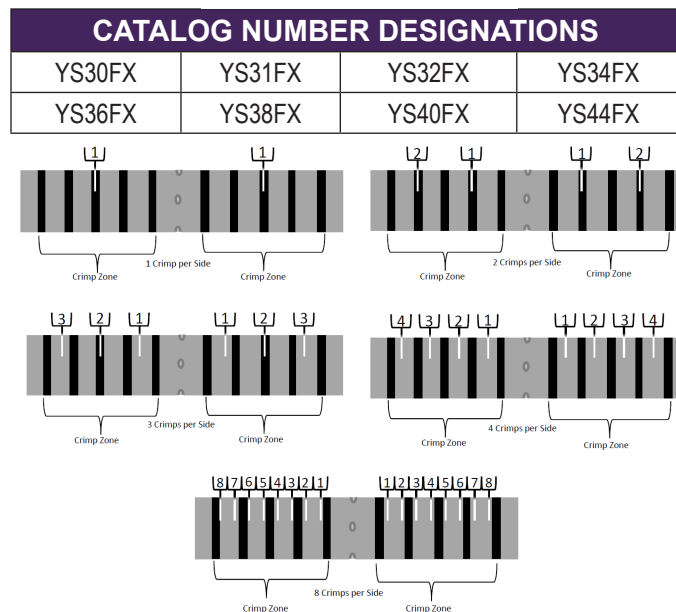 CATALOG NUMBER DESIGNATIONS
YS30FX YS31FX YS32FX YS34FX
YS36FX YS38FX YS40FX YS44FX
1 1
Crimp Zone 1 Crimp per Side Crimp Zone
2 1 1 2
Crimp Zone 2 Crimps per Side Crimp Zone
3 2 1 1 2 3
Crimp Zone 3 Crimps per Side Crimp Zone
4 3 2 1 1 2 3 4
Crimp Zone 4 Crimps per Side Crimp Zone
8 7 6 5 4 3 2 1 1 2 3 4 5 6 7 8
Crimp Zone 8 Crimps per Side Crimp Zone